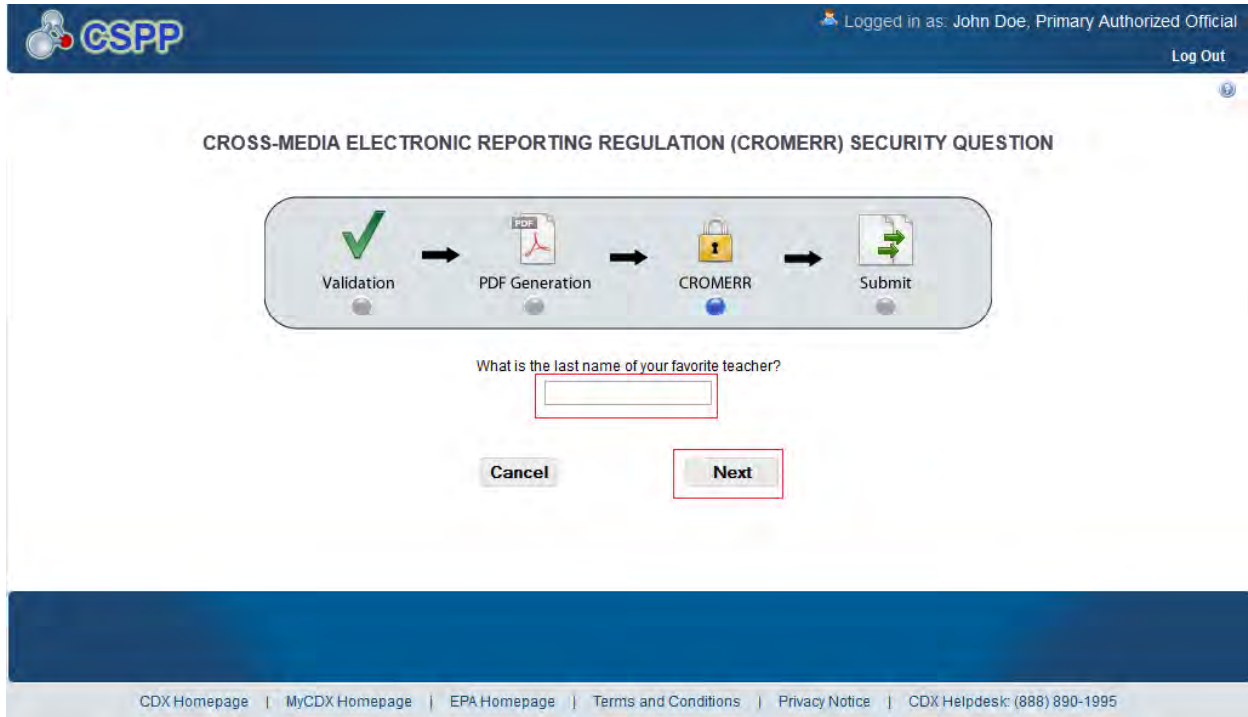 CSPP
Logged in as: John Doe, Primary Authorized Official
Log Out
CROSS-MEDIA ELECTRONIC REPORTING REGULATION (CROMERR) SECURITY QUESTION
PDF
Validation PDF Generation CROMERR Submit
What is the last name of your favorite teacher?
Cancel Next
CDX Homepage | MyCDX Homepage | EPA Homepage | Terms and Conditions | Privacy Notice | CDX Helpdesk: (888) 890-1995